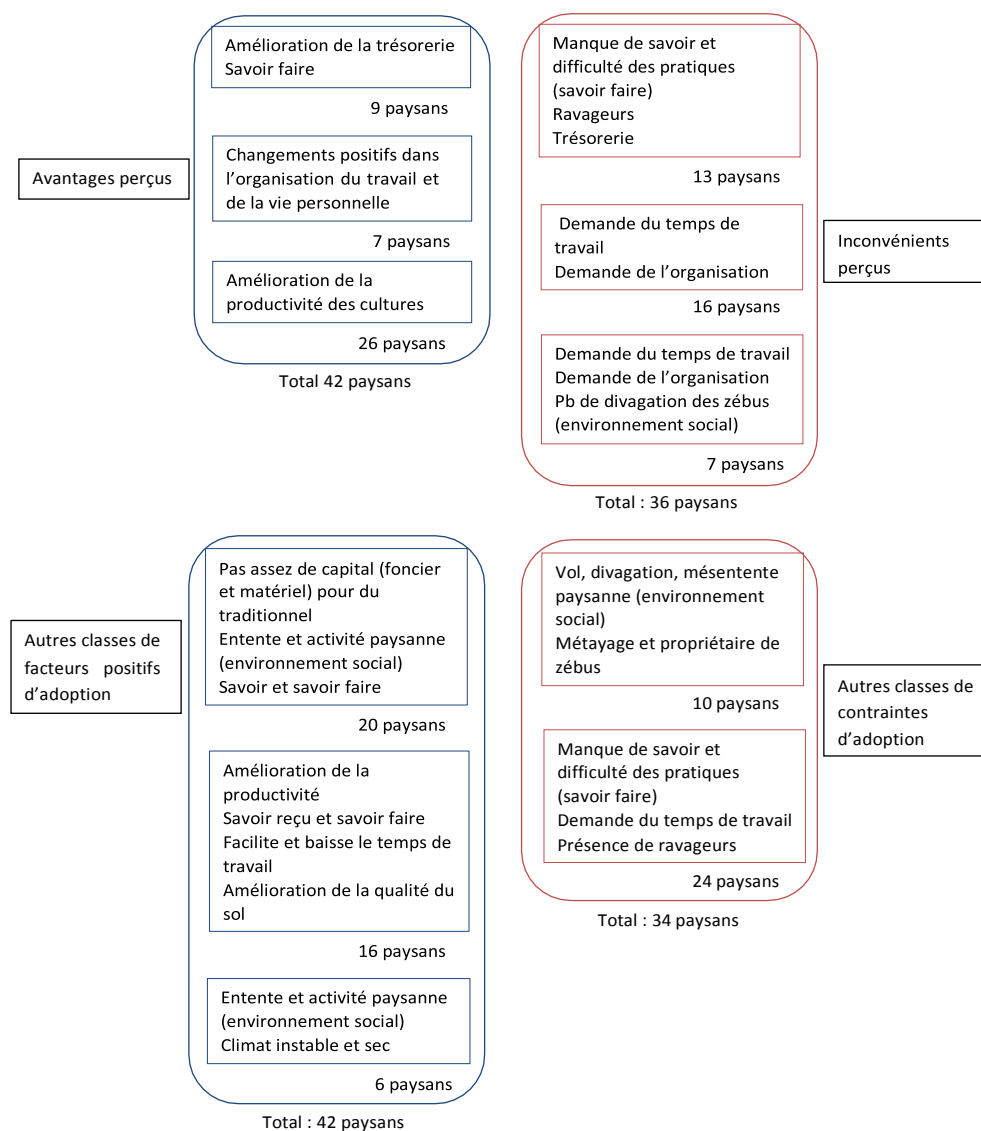 Avantages perçus
Amélioration de la trésorerie
Savoir faire
9 paysans
Changements positifs dans
l'organisation du travail et
de la vie personnelle
7 paysans
Amélioration de la
productivité des cultures
26 paysans
Total 42 paysans
Manque de savoir et
difficulté des pratiques
(savoir faire)
Ravageurs
Trésorerie
13 paysans
Demande du temps de
travail
Demande de l'organisation
16 paysans
Demande du temps de travail
Demande de l'organisation
Pb de divagation des zébus
(environnement social)
7 paysans
Total : 36 paysans
Inconvénients
perçus
Autres classes de
facteurs positifs
d'adoption
Pas assez de capital (foncier
et matériel) pour du
traditionnel
Entente et activité paysanne
(environnement social)
Savoir et savoir faire
20 paysans
Amélioration de la
productivité
Savoir reçu et savoir faire
Facilite et baisse le temps de
travail
Amélioration de la qualité du
sol
16 paysans
Entente et activité paysanne
(environnement social)
Climat instable et sec
6 paysans
Total : 42 paysans
Vol, divagation, mésentente
paysanne (environnement
social)
Métayage et propriétaire de
zébus
10 paysans
Manque de savoir et
difficulté des pratiques
(savoir faire)
Demande du temps de travail
Présence de ravageurs
24 paysans
Total : 34 paysans
Autres classes de
contraintes
d'adoption